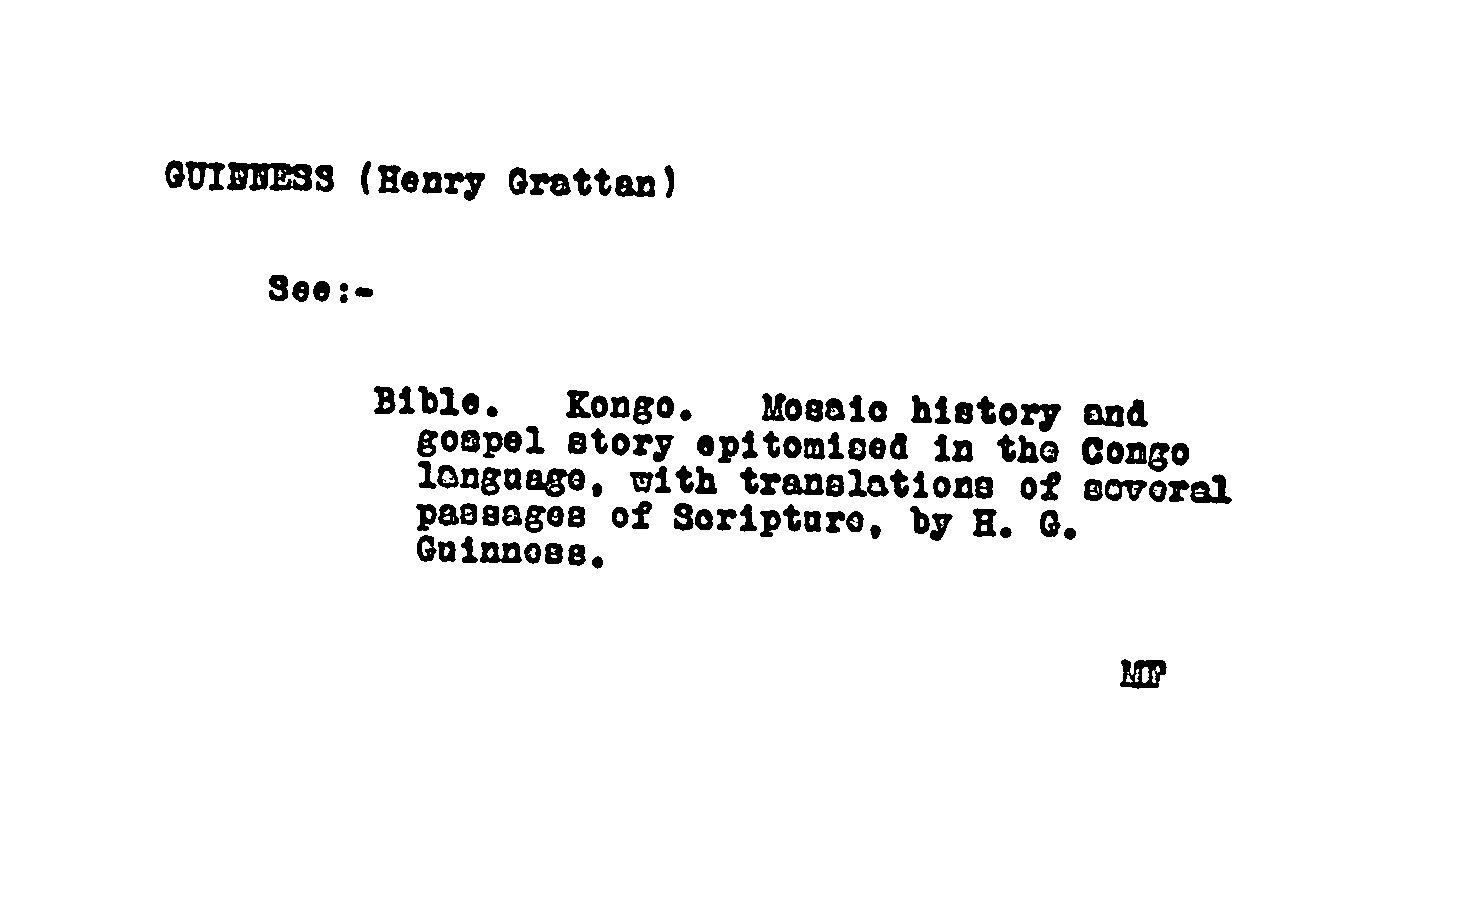 GUINNESS (Henry Grattan)
See:-
Bible. Kongo. Mosaic history and
gospel story epitomised in the Congo
language, with translations of several
passages of Scripture, by H. G.
Guinness.